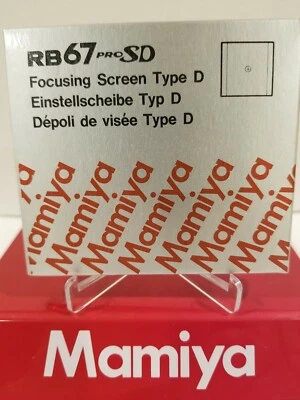 RB67 PRO SD
Focusing Screen Type D
Einstellscheibe Typ D
Dépoli de visée Type D
Mamiya
Mamiya
Mamiya
Mamiya
Mamiya
Mamiya
Mamiya